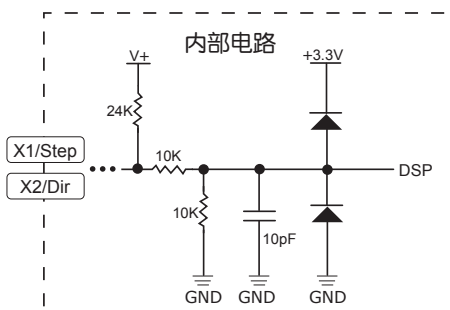 内部电路
V+
+3.3V
24K
X1/Step
10K
DSP
X2/Dir
10K
10pF
GND
GND
GND